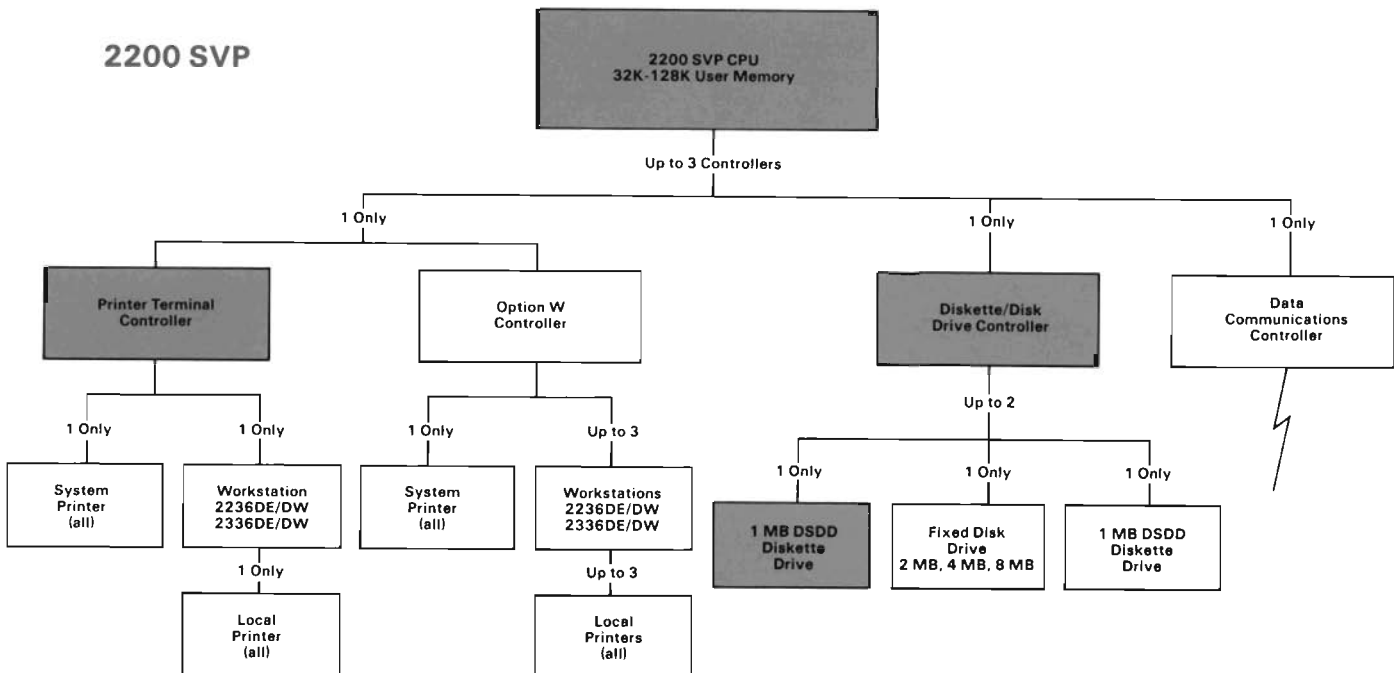 2200 SVP
2200 SVP CPU
32K-128K User Memory
Up to 3 Controllers
1 Only
1 Only
1 Only
Printer Terminal
Controller
Option W
Controller
Diskette/Disk
Drive Controller
Data
Communications
Controller
1 Only
1 Only
1 Only
Up to 3
Up to 2
System
Printer
(all)
Workstation
2236DE/DW
2336DE/DW
System
Printer
(all)
Workstations
2236DE/DW
2336DE/DW
1 Only
1 Only
1 Only
1 MB DSDD
Diskette
Drive
Fixed Disk
Drive
2 MB, 4 MB, 8 MB
1 MB DSDD
Diskette
Drive
1 Only
Up to 3
Local
Printer
(all)
Local
Printers
(all)